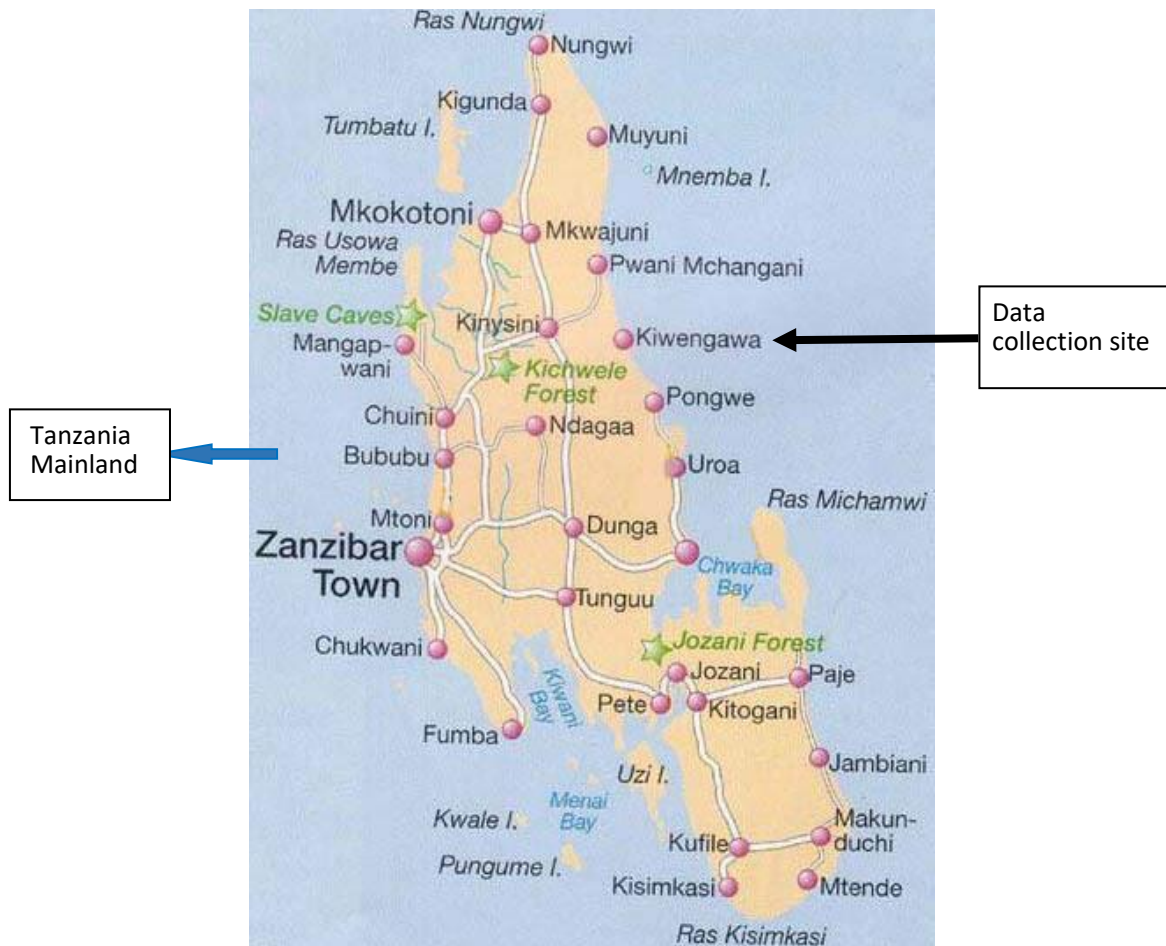 Ras Nungwi
Nungwi
Kigunda
Tumbatu I.
Muyuni
Mnemba I.
Mkokotoni
Mkwajuni
Ras Usowa
Membe
Pwani Mchangani
Slave Caves
Kinysini
Mangap-
wani
Kiwengawa
Data
collection site
Kichwele
Forest
Pongwe
Chuini
Ndagaa
Tanzania
Mainland
Bububu
Uroa
Ras Michamwi
Mtoni
Dunga
Zanzibar
Town
Chwaka
Bay
Tunguu
Chukwani
Jozani Forest
Jozani
Paje
Kiwani
Bay
Pete
Kitogani
Fumba
Uzi I.
Jambiani
Menai
Bay
Kwale I.
Makun-
duchi
Kufile
Pungume I.
Kisimkasi
Mtende
Ras Kisimkasi